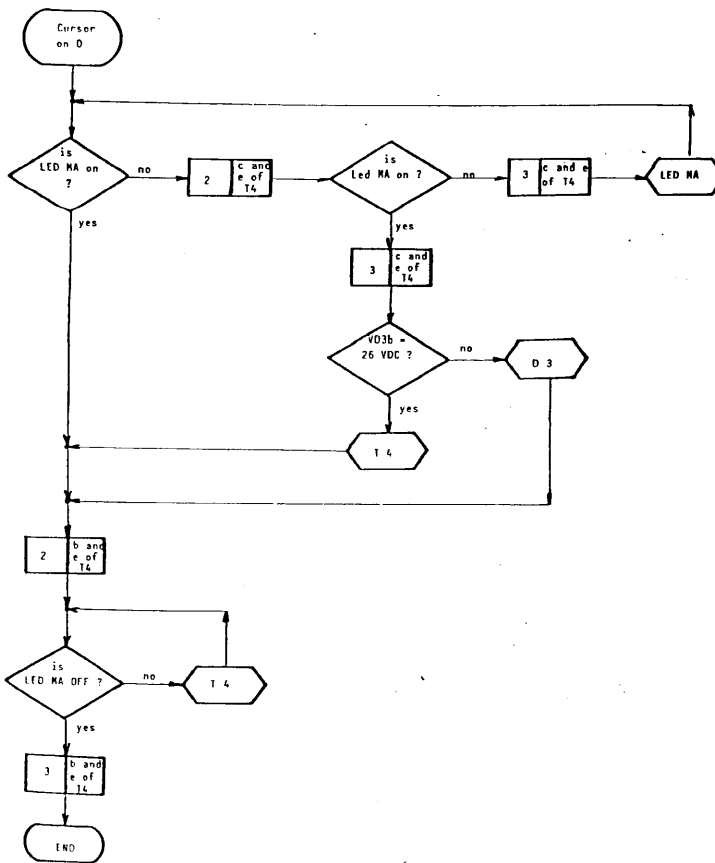 Cursor
on 0
is
LED MA on
?
no
2
c and
e of
T4
is
Led MA on ?
no
3
c and e
of T4
LED MA
yes
yes
3
c and
e of
T4
VD3b =
26 VDC ?
no
D 3
yes
T 4
2
b and
e of
T4
is
LED MA OFF ?
no
T 4
yes
3
b and
e of
T4
END